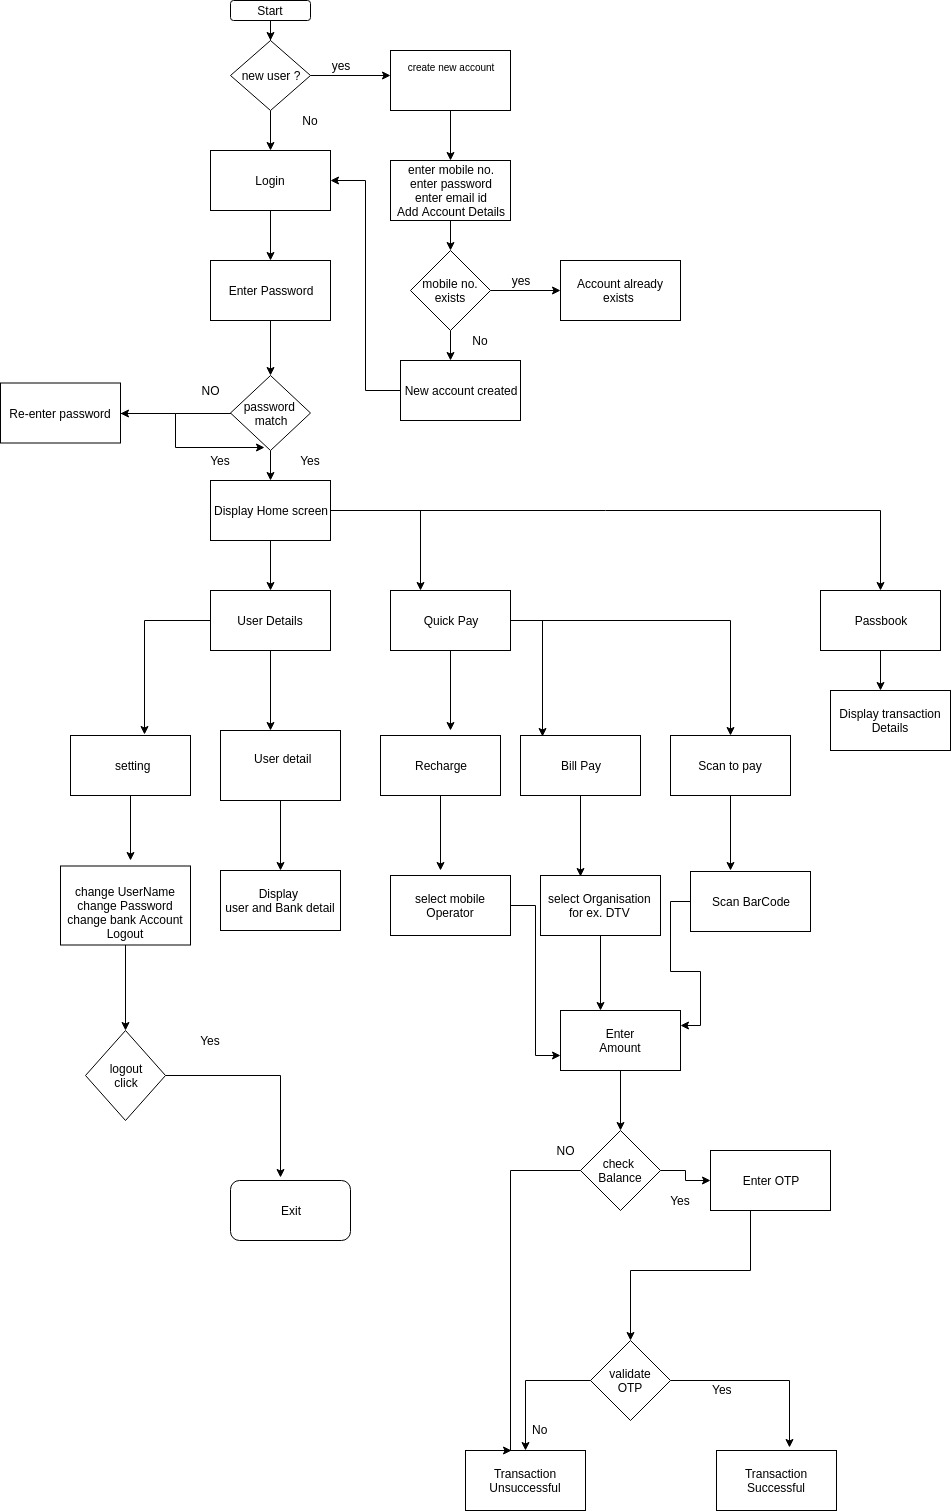 Start
new user ?
yes
create new account
No
Login
enter mobile no.
enter password
enter email id
Add Account Details
Enter Password
mobile no.
exists
yes
Account already
exists
No
New account created
NO
Re-enter password
password
match
Yes
Yes
Display Home screen
User Details
Quick Pay
Passbook
Display transaction
Details
setting
User detail
Recharge
Bill Pay
Scan to pay
change UserName
change Password
change bank Account
Logout
Display
user and Bank detail
select mobile
Operator
select Organisation
for ex. DTV
Scan BarCode
Enter
Amount
Yes
logout
click
NO
check
Balance
Yes
Enter OTP
Exit
validate
OTP
Yes
No
Transaction
Unsuccessful
Transaction
Successful